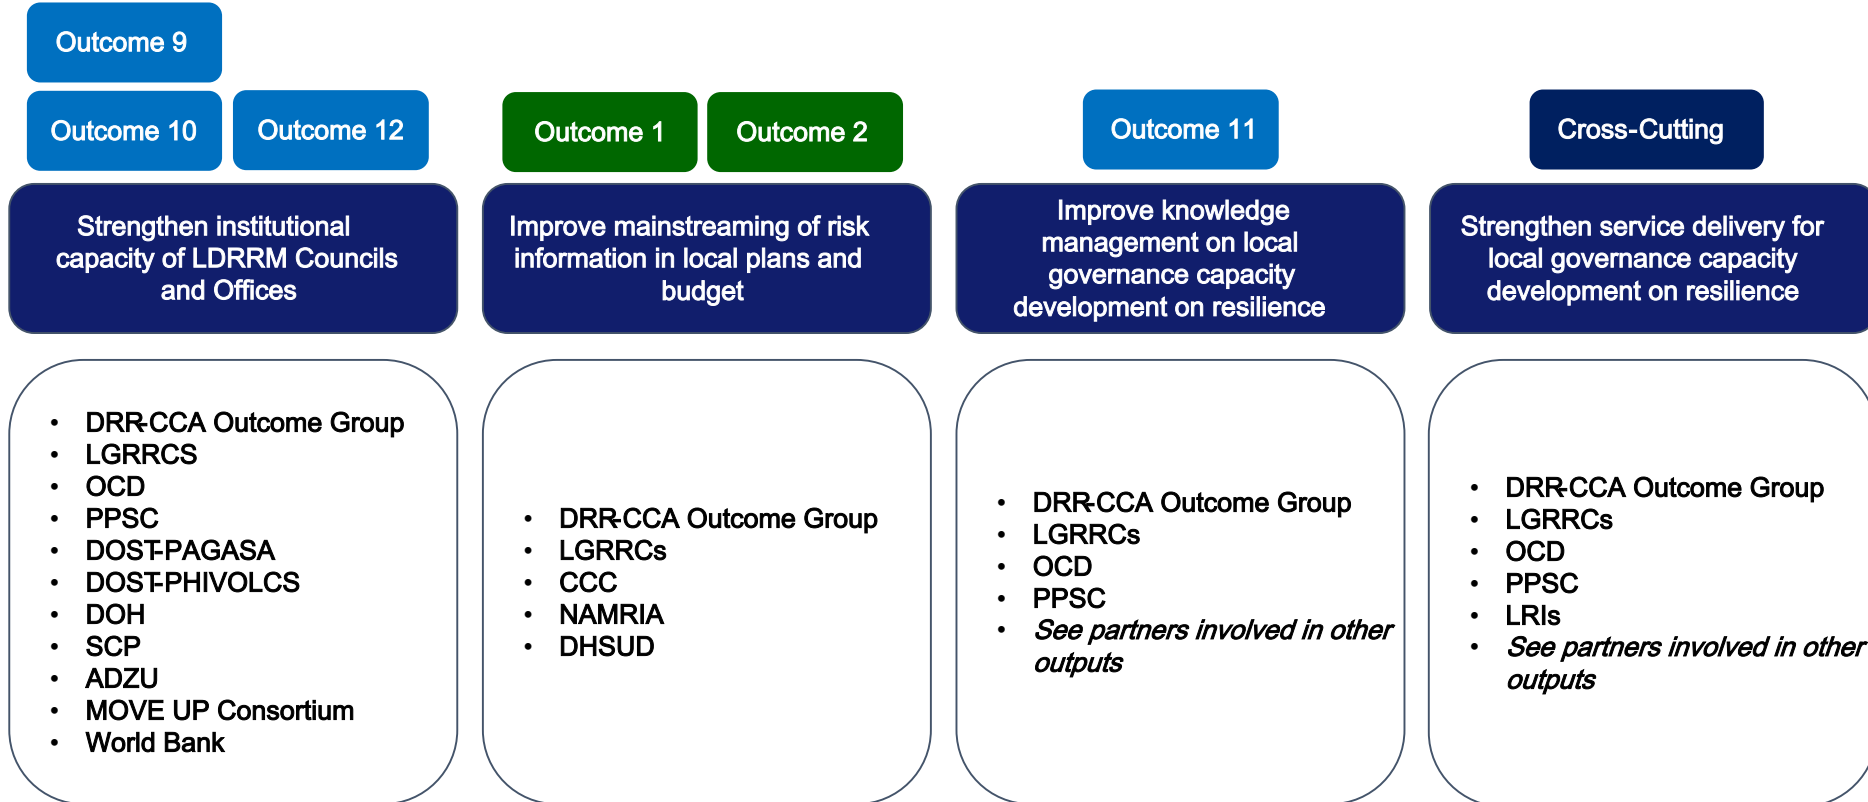 Outcome 9
Outcome 10
Outcome 12
Strengthen institutional
capacity of LDRRM Councils
and Offices
• DRR-CCA Outcome Group
• LGRRCS
• OCD
• PPSC
• DOST-PAGASA
• DOST-PHIVOLCS
• DOH
• SCP
• ADZU
• MOVE UP Consortium
• World Bank
Outcome 1
Outcome 2
Improve mainstreaming of risk
information in local plans and
budget
• DRR-CCA Outcome Group
• LGRRCs
• CCC
• NAMRIA
• DHSUD
Outcome 11
Improve knowledge
management on local
governance capacity
development on resilience
• DRR-CCA Outcome Group
• LGRRCs
• OCD
• PPSC
• See partners involved in other
outputs
Cross-Cutting
Strengthen service delivery for
local governance capacity
development on resilience
• DRR-CCA Outcome Group
• LGRRCs
• OCD
• PPSC
• LRIs
• See partners involved in other
outputs